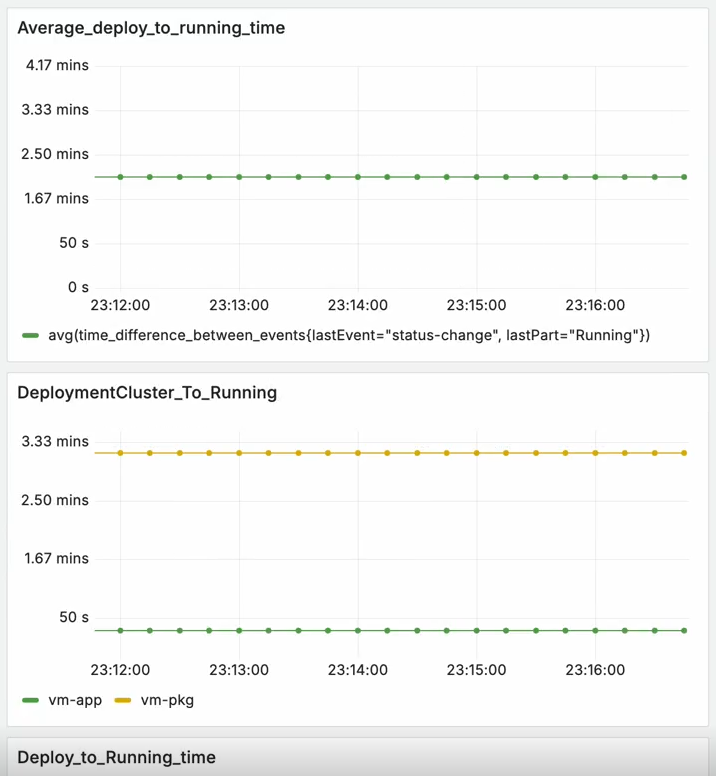 Average_deploy_to_running_time
4.17 mins
3.33 mins
2.50 mins
1.67 mins
50 s
0 s
23:12:00 23:13:00 23:14:00 23:15:00 23:16:00
avg(time_difference_between_events{lastEvent="status-change", lastPart="Running"})
DeploymentCluster_To_Running
3.33 mins
2.50 mins
1.67 mins
50 s
23:12:00 23:13:00 23:14:00 23:15:00 23:16:00
vm-app vm-pkg
Deploy_to_Running_time